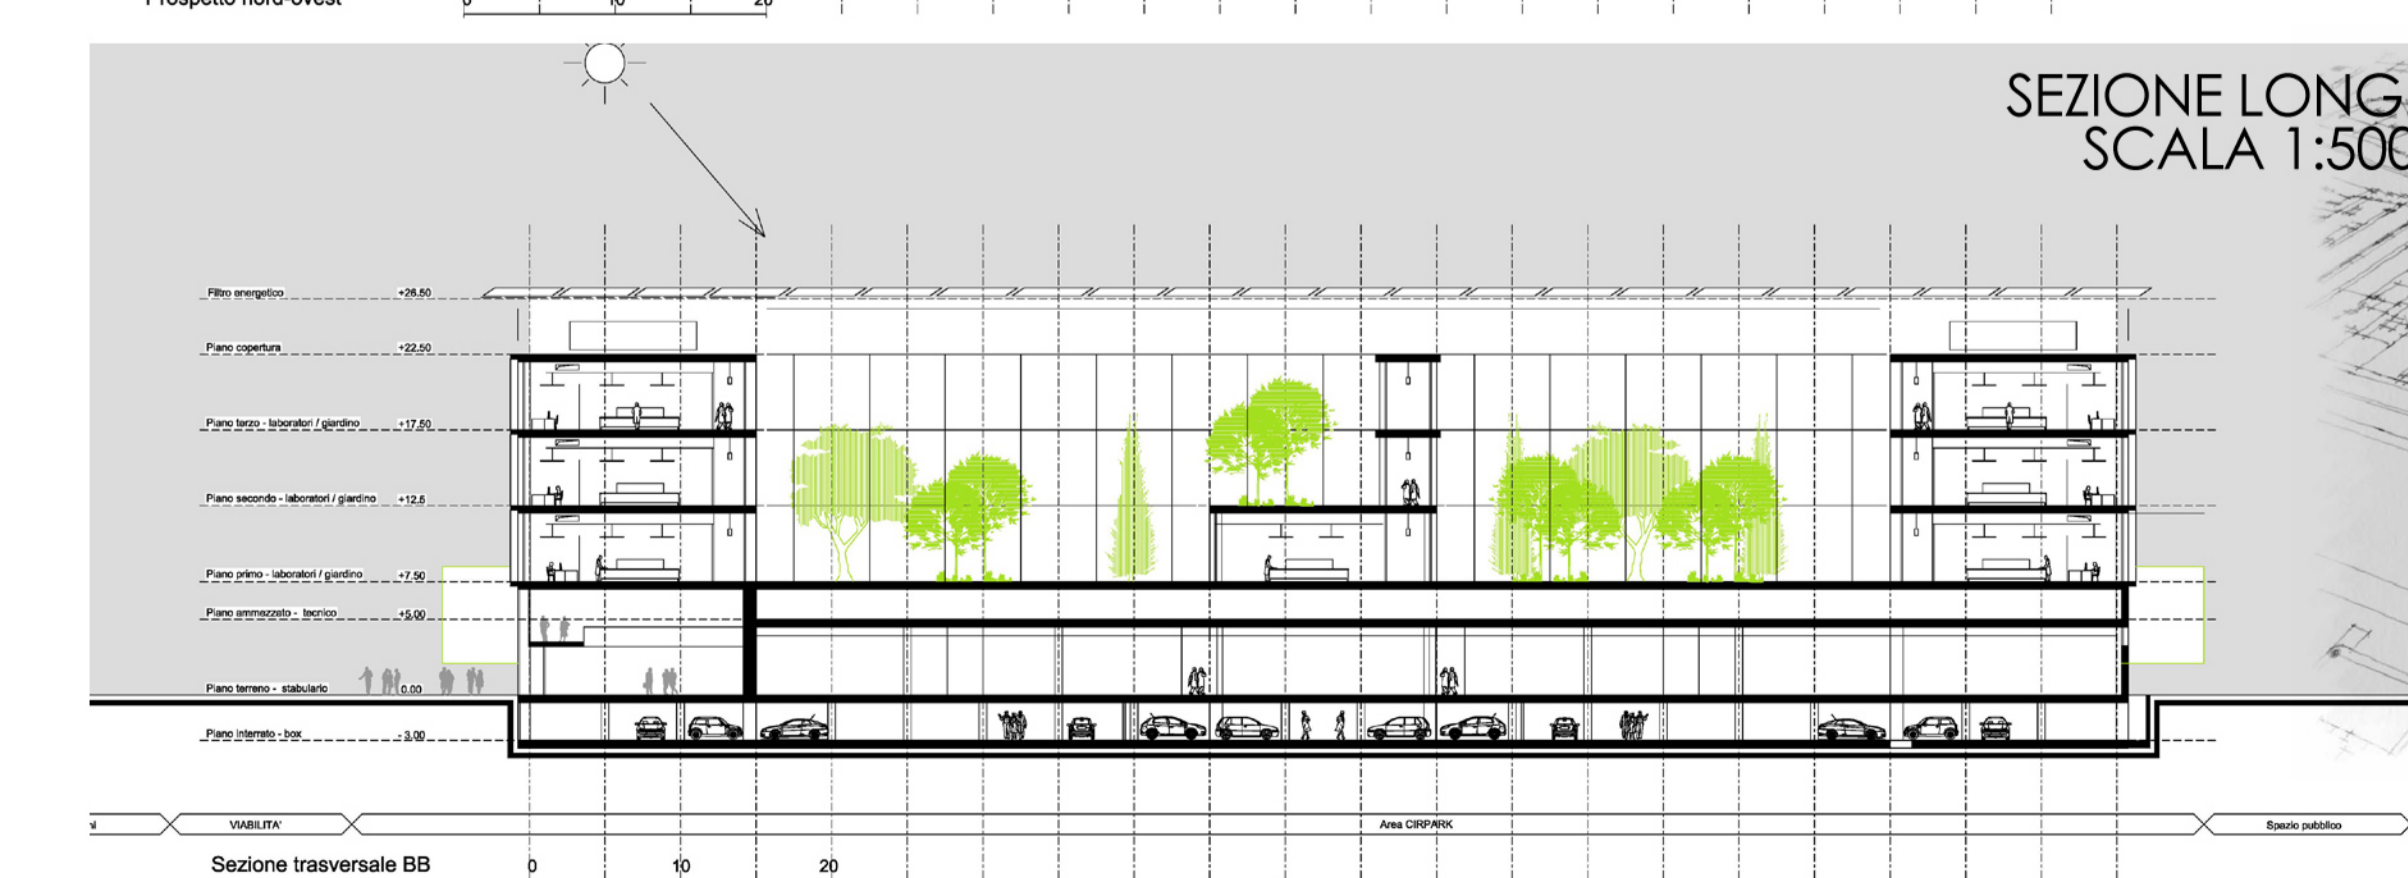 Prospetto nord-ovest 0 10 20
SEZIONE LONG.
SCALA 1:500
Filtro energetico +26.50
Piano copertura +22.50
Piano terzo - laboratori / giardino +17.50
Piano secondo - laboratori / giardino +12.5
Piano primo - laboratori / giardino +7.50
Piano ammezzato - tecnico +5.00
Piano terreno - stabulario 0.00
Piano interrato - box - 3.00
VIABILITA' Area CIRPARK Spazio pubblico
Sezione trasversale BB 0 10 20